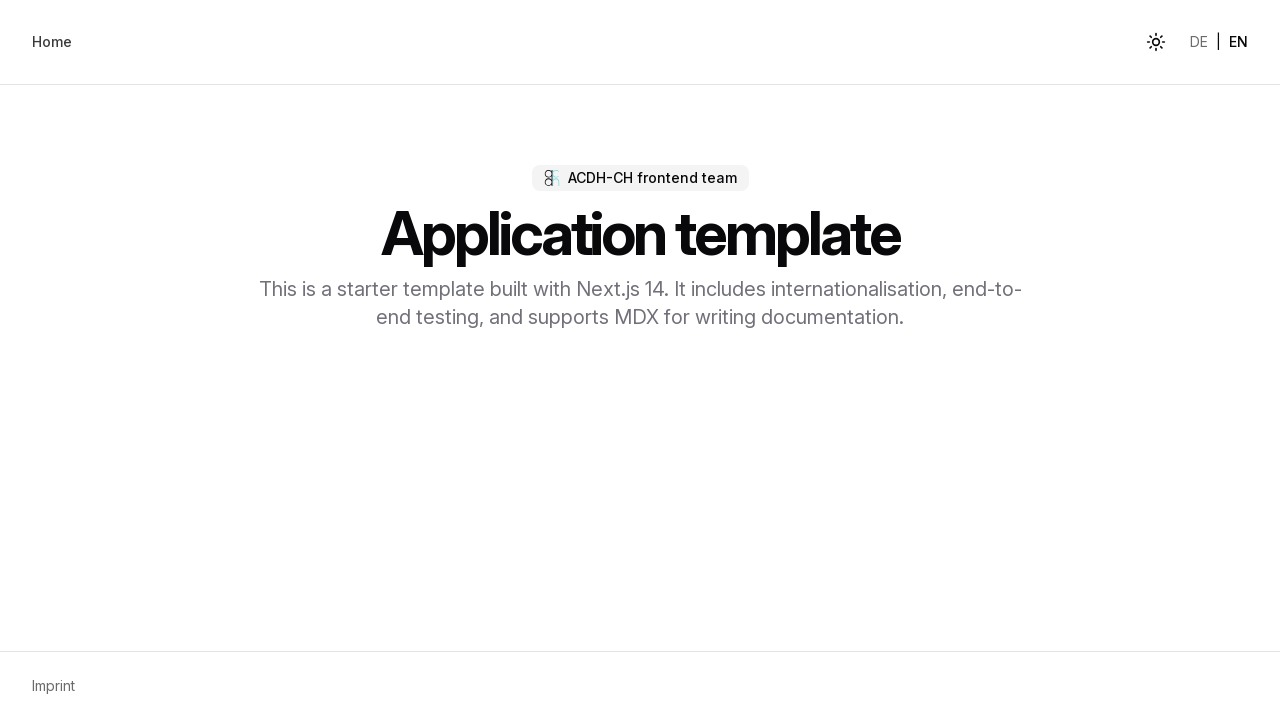 Home
DE | EN
ACDH-CH frontend team
Application template
This is a starter template built with Next.js 14. It includes internationalisation, end-to-
end testing, and supports MDX for writing documentation.
Imprint